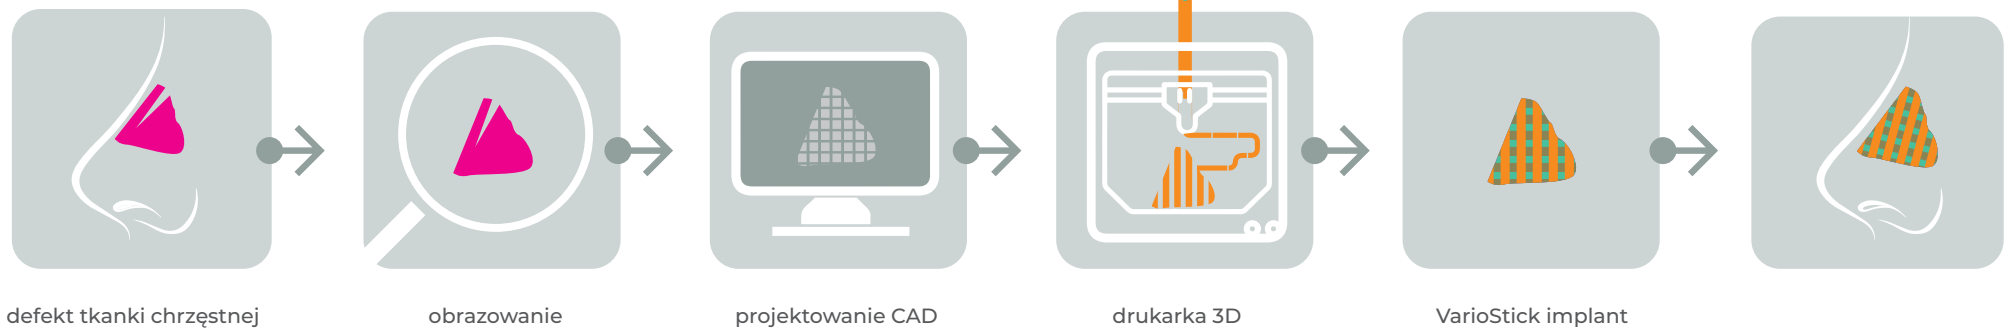 defekt tkanki chrzęstnej
obrazowanie
projektowanie CAD
drukarka 3D
VarioStick implant